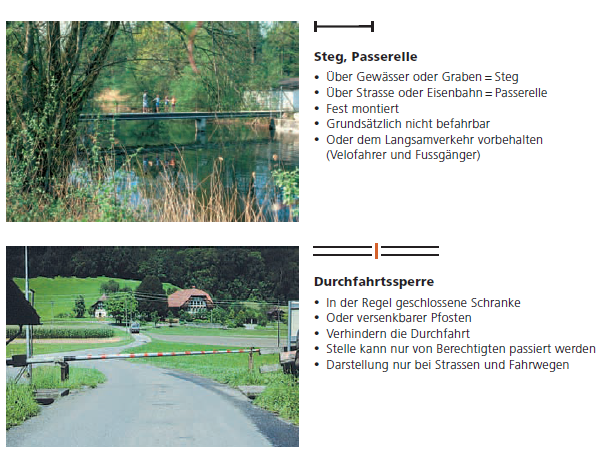 Steg, Passerelle
• Über Gewässer oder Graben = Steg
• Über Strasse oder Eisenbahn = Passerelle
• Fest montiert
• Grundsätzlich nicht befahrbar
• Oder dem Langsamverkehr vorbehalten
(Velofahrer und Fussgänger)
Durchfahrtssperre
• In der Regel geschlossene Schranke
• Oder versenkbarer Pfosten
• Verhindern die Durchfahrt
• Stelle kann nur von Berechtigten passiert werden
• Darstellung nur bei Strassen und Fahrwegen